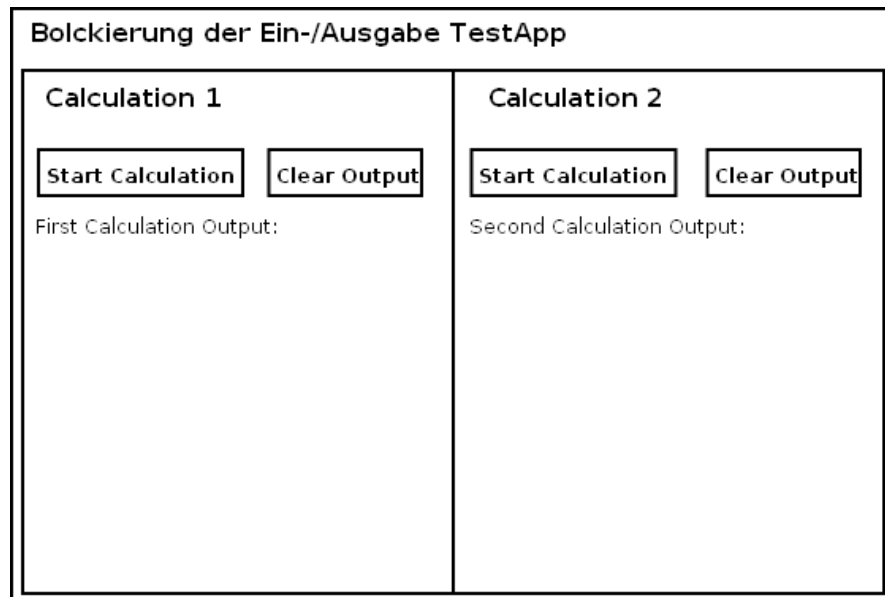 Bolckierung der Ein-/Ausgabe TestApp
Calculation 1
Start Calculation
Clear Output
First Calculation Output:
Calculation 2
Start Calculation
Clear Output
Second Calculation Output: